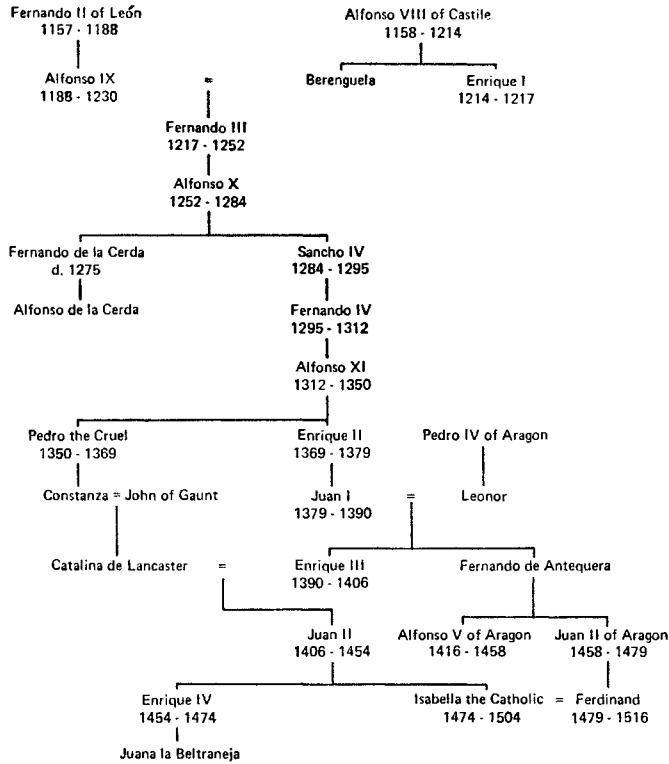 Fernando II of León
1157 - 1188
Alfonso VIII of Castile
1158 - 1214
Alfonso IX
1188 - 1230
=
Berenguela
Enrique I
1214 - 1217
Fernando III
1217 - 1252
Alfonso X
1252 - 1284
Fernando de la Cerda
d. 1275
Sancho IV
1284 - 1295
Alfonso de la Cerda
Fernando IV
1295 - 1312
Alfonso XI
1312 - 1350
Pedro the Cruel
1350 - 1369
Enrique II
1369 - 1379
Pedro IV of Aragon
Constanza = John of Gaunt
Juan I
1379 - 1390
=
Leonor
Catalina de Lancaster
=
Enrique III
1390 - 1406
Fernando de Antequera
Juan II
1406 - 1454
Alfonso V of Aragon
1416 - 1458
Juan II of Aragon
1458 - 1479
Enrique IV
1454 - 1474
Isabella the Catholic
1474 - 1504
=
Ferdinand
1479 - 1516
Juana la Beltraneja